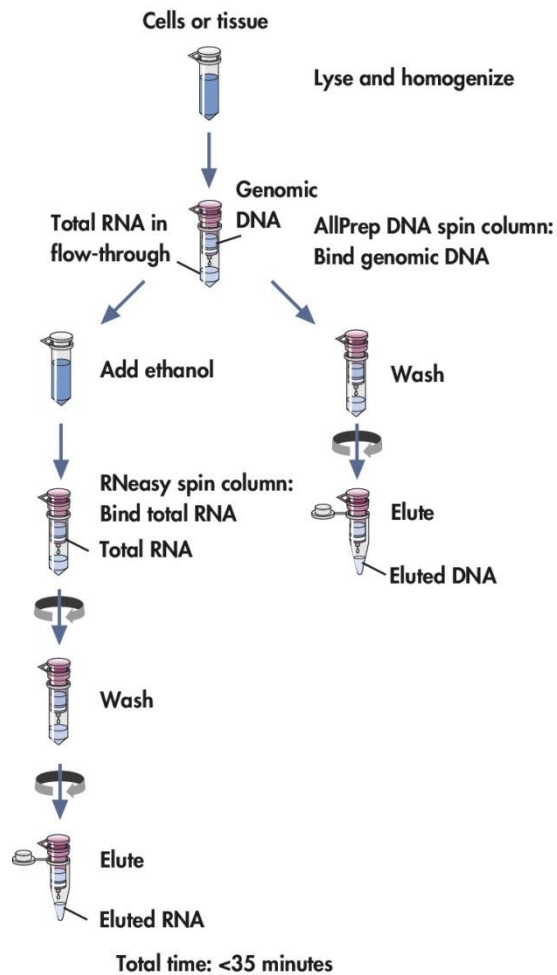 Cells or tissue
Lyse and homogenize
Genomic
DNA
Total RNA in
flow-through
AllPrep DNA spin column:
Bind genomic DNA
Add ethanol
Wash
RNeasy spin column:
Bind total RNA
Total RNA
Elute
Eluted DNA
Wash
Elute
Eluted RNA
Total time: <35 minutes